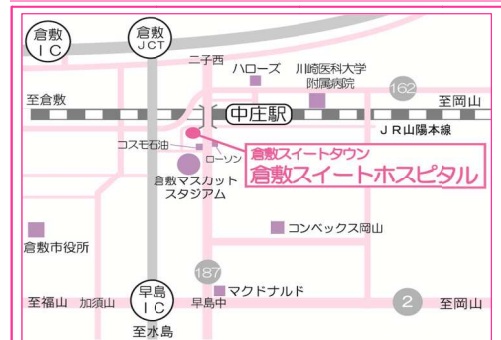 倉敷
IC
倉敷
JCT
二子西
ハローズ
川崎医科大学
附属病院
162
至倉敷
中庄駅
至岡山
JR山陽本線
コスモ石油
ローソン
倉敷スイートタウン
倉敷スイートホスピタル
倉敷マスカット
スタジアム
倉敷市役所
コンベックス岡山
187
マクドナルド
至福山
加須山
早島
IC
早島中
2
至岡山
至水島